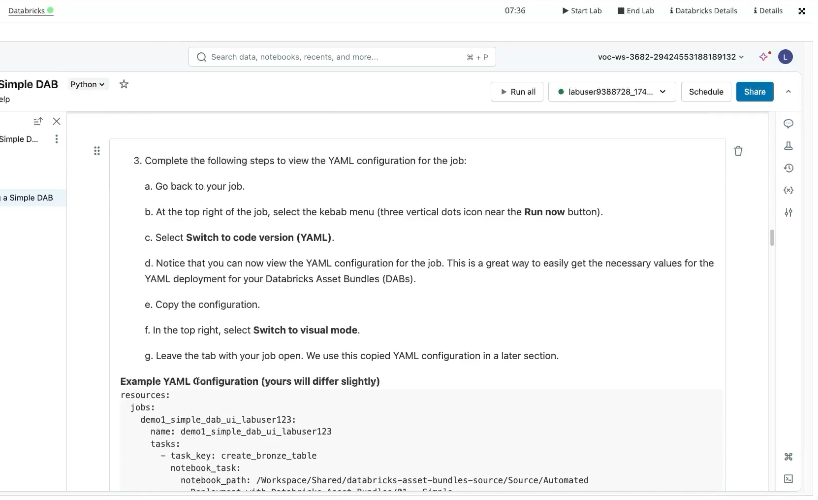 Databricks
07:36
Start Lab
End Lab
Databricks Details
Details
Search data, notebooks, recents, and more...
⌘ + P
voc-ws-3682-29424553188189132
L
Simple DAB
Python
elp
Run all
labuser9388728_174...
Schedule
Share
Simple D...
a Simple DAB
3. Complete the following steps to view the YAML configuration for the job:
a. Go back to your job.
b. At the top right of the job, select the kebab menu (three vertical dots icon near the Run now button).
c. Select Switch to code version (YAML).
d. Notice that you can now view the YAML configuration for the job. This is a great way to easily get the necessary values for the
YAML deployment for your Databricks Asset Bundles (DABs).
e. Copy the configuration.
f. In the top right, select Switch to visual mode.
g. Leave the tab with your job open. We use this copied YAML configuration in a later section.
Example YAML Configuration (yours will differ slightly)
resources:
jobs:
demo1_simple_dab_ui_labuser123:
name: demo1_simple_dab_ui_labuser123
tasks:
- task_key: create_bronze_table
notebook_task:
notebook_path: /Workspace/Shared/databricks-asset-bundles-source/Source/Automated